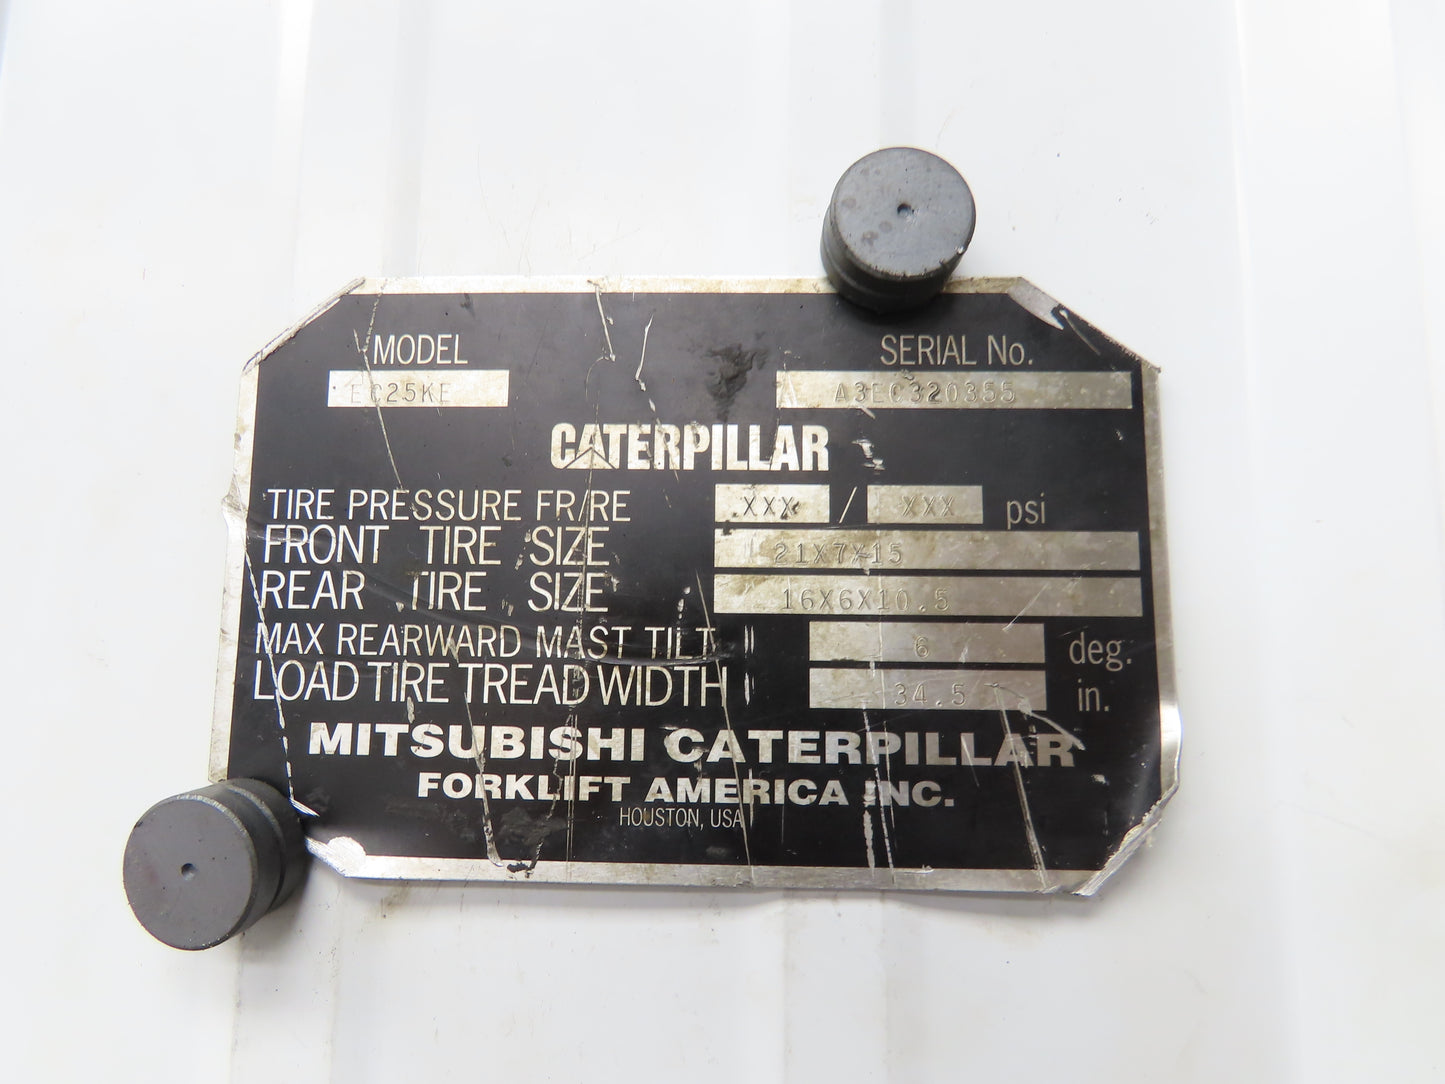 MODEL SERIAL No.
EC25KE A3EC320355
CATERPILLAR
TIRE PRESSURE FR/RE XXX / XXX psi
FRONT TIRE SIZE 21X7X15
REAR TIRE SIZE 16X6X10.5
MAX REARWARD MAST TILT 6 deg.
LOAD TIRE TREAD WIDTH 34.5 in.
MITSUBISHI CATERPILLAR
FORKLIFT AMERICA INC.
HOUSTON, USA